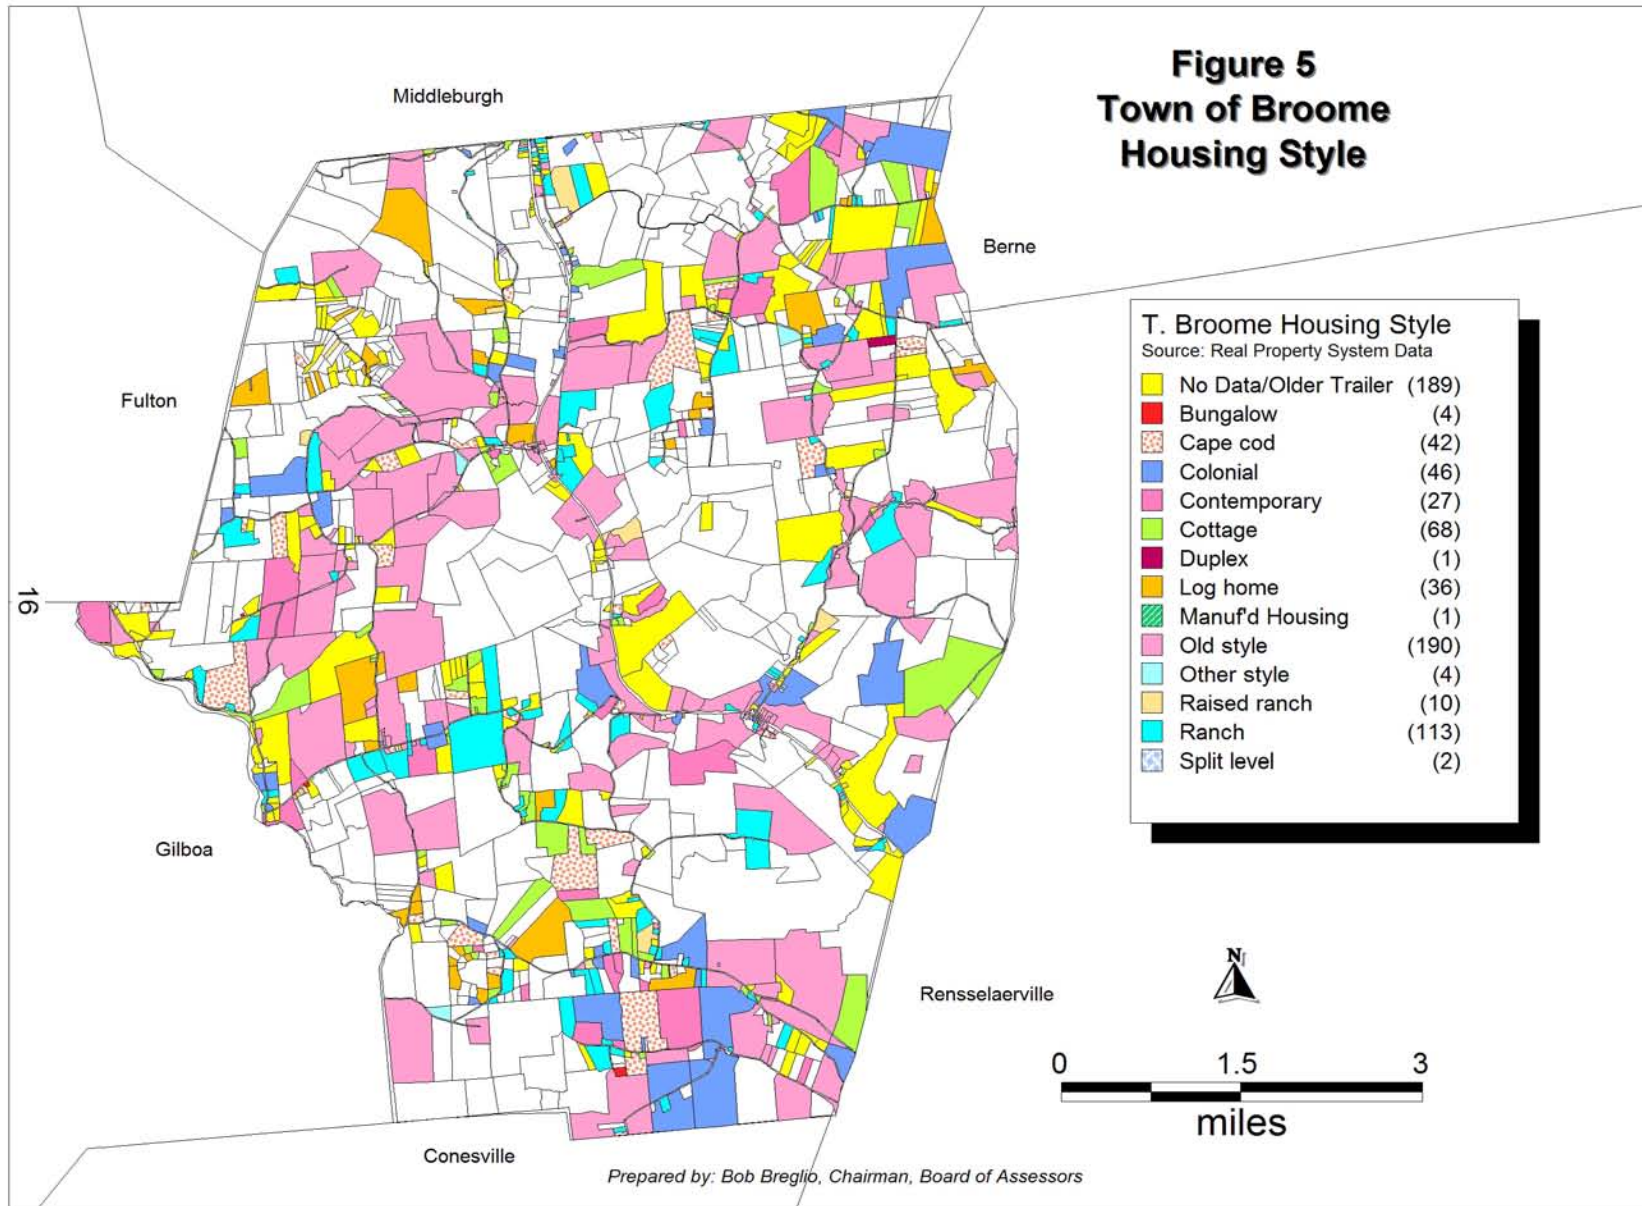 Figure 5
Town of Broome
Housing Style
Middleburgh
Berne
Fulton
Gilboa
Rensselaerville
Conesville
16
T. Broome Housing Style
Source: Real Property System Data
No Data/Older Trailer (189)
Bungalow (4)
Cape cod (42)
Colonial (46)
Contemporary (27)
Cottage (68)
Duplex (1)
Log home (36)
Manuf'd Housing (1)
Old style (190)
Other style (4)
Raised ranch (10)
Ranch (113)
Split level (2)
N
0 1.5 3
miles
Prepared by: Bob Breglio, Chairman, Board of Assessors